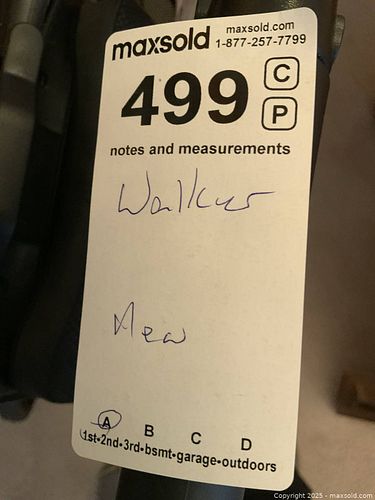 maxsold
maxsold.com
1-877-257-7799
499
C
P
notes and measurements
Walker
New
A B C D
1st•2nd•3rd•bsmt•garage•outdoors
Copyright 2025 - maxsold.com